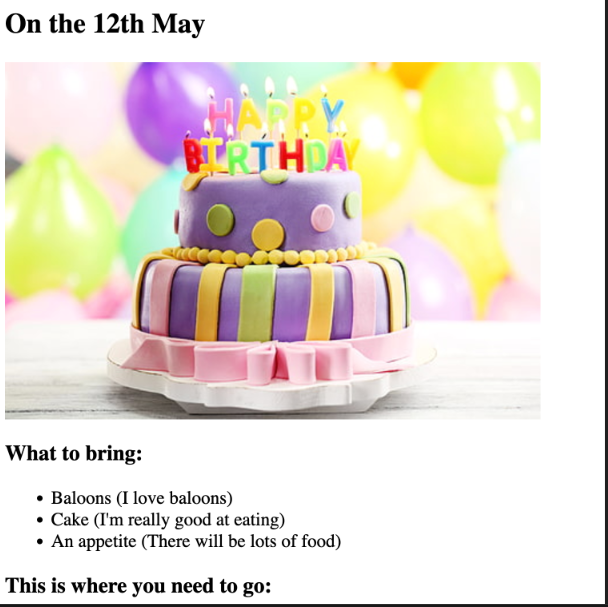 On the 12th May
HAPPY
BIRTHDAY
What to bring:
Baloons (I love baloons)
Cake (I'm really good at eating)
An appetite (There will be lots of food)
This is where you need to go: